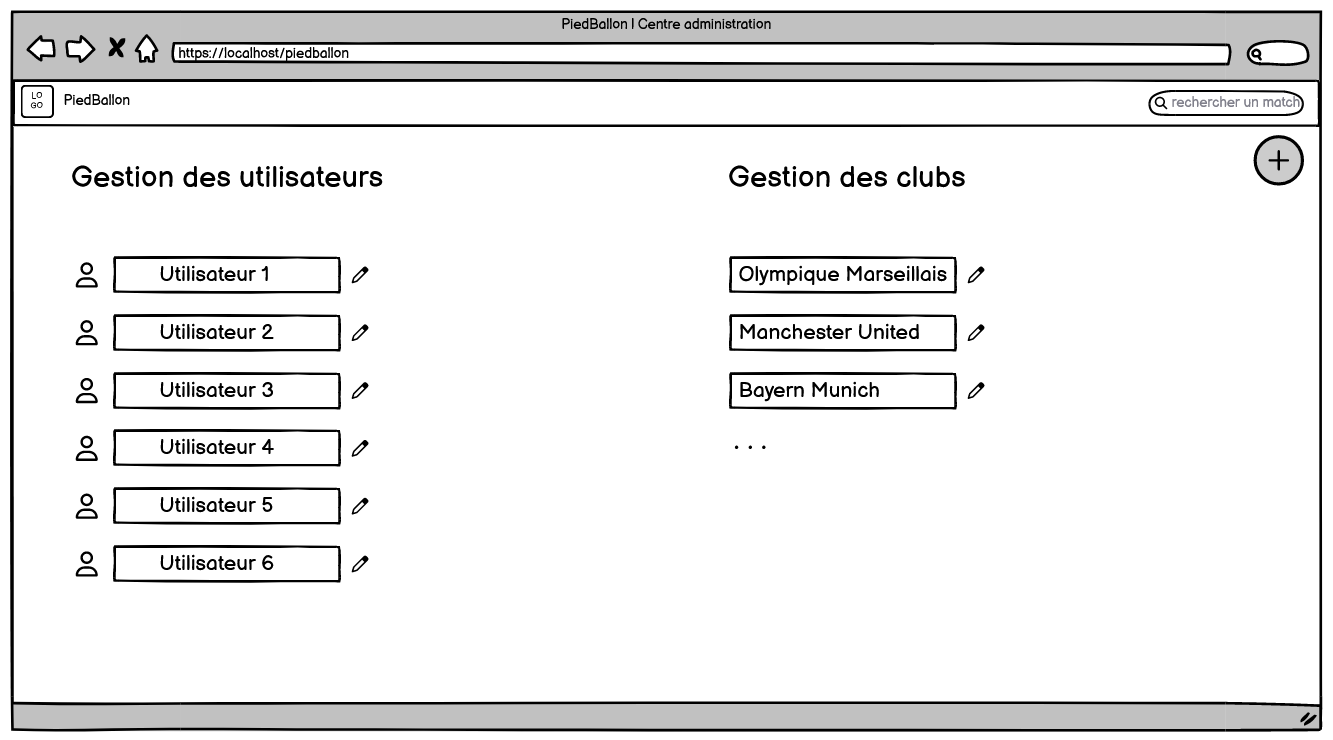 PiedBallon | Centre administration
https://localhost/piedballon
LO
GO
PiedBallon
rechercher un match
Gestion des utilisateurs
Utilisateur 1
Utilisateur 2
Utilisateur 3
Utilisateur 4
Utilisateur 5
Utilisateur 6
Gestion des clubs
Olympique Marseillais
Manchester United
Bayern Munich
. . .